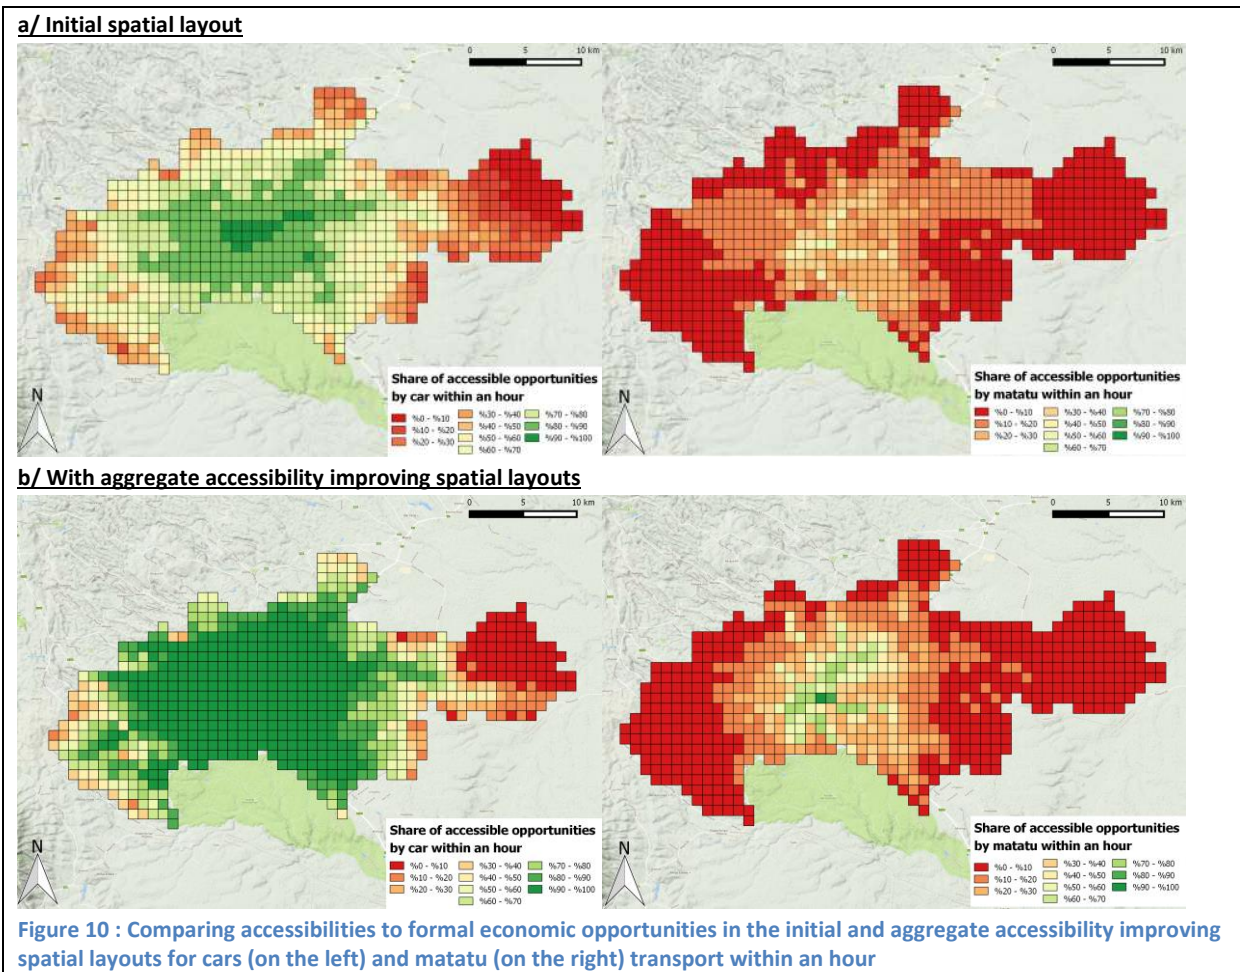 a/ Initial spatial layout
0 5 10 km
0 5 10 km
N
Share of accessible opportunities
by car within an hour
%0 - %10 %30 - %40 %70 - %80
%10 - %20 %40 - %50 %80 - %90
%20 - %30 %50 - %60 %90 - %100
%60 - %70
N
Share of accessible opportunities
by matatu within an hour
%0 - %10 %30 - %40 %70 - %80
%10 - %20 %40 - %50 %80 - %90
%20 - %30 %50 - %60 %90 - %100
%60 - %70
b/ With aggregate accessibility improving spatial layouts
0 5 10 km
0 5 10 km
N
Share of accessible opportunities
by car within an hour
%0 - %10 %30 - %40 %70 - %80
%10 - %20 %40 - %50 %80 - %90
%20 - %30 %50 - %60 %90 - %100
%60 - %70
N
Share of accessible opportunities
by matatu within an hour
%0 - %10 %30 - %40 %70 - %80
%10 - %20 %40 - %50 %80 - %90
%20 - %30 %50 - %60 %90 - %100
%60 - %70
Figure 10 : Comparing accessibilities to formal economic opportunities in the initial and aggregate accessibility improving
spatial layouts for cars (on the left) and matatu (on the right) transport within an hour